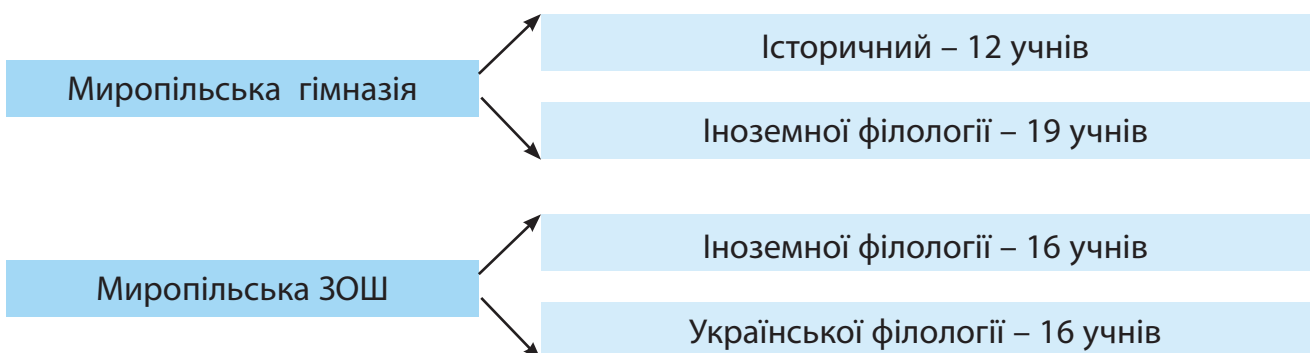 Миропільська гімназія
Історичний – 12 учнів
Іноземної філології – 19 учнів
Миропільська ЗОШ
Іноземної філології – 16 учнів
Української філології – 16 учнів